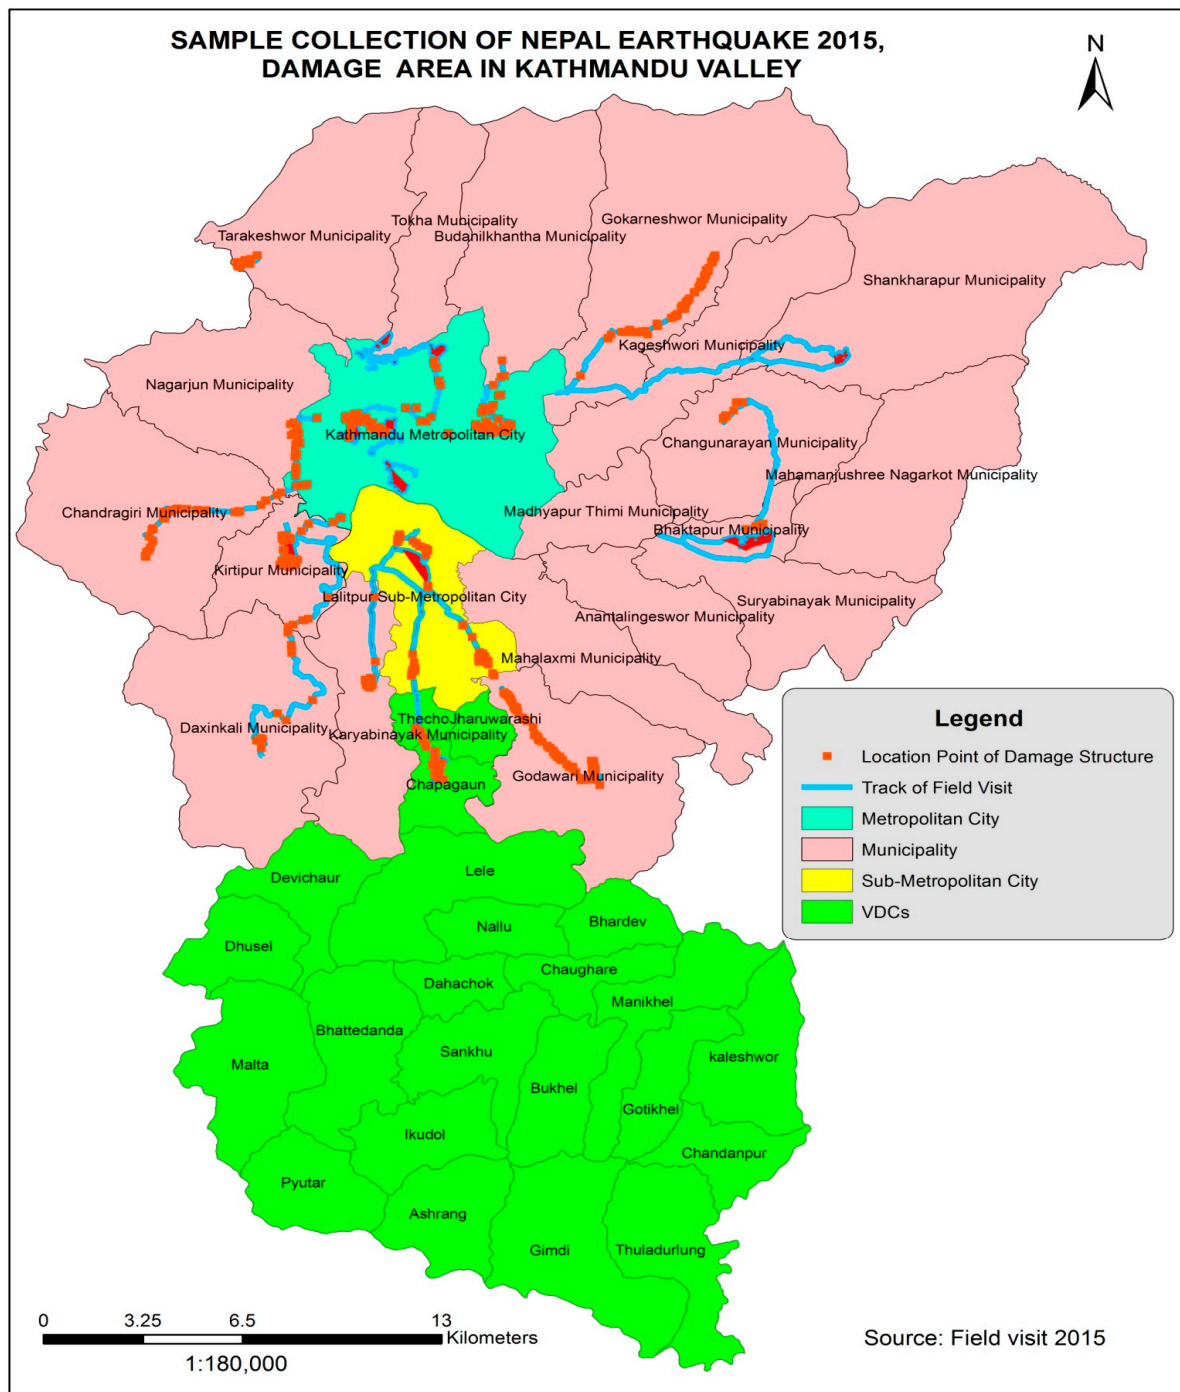 SAMPLE COLLECTION OF NEPAL EARTHQUAKE 2015,
DAMAGE AREA IN KATHMANDU VALLEY
N
Tokha Municipality
Gokarneshwor Municipality
Tarakeshwor Municipality
Budanilkhantha Municipality
Shankharapur Municipality
Kageshwori Municipality
Nagarjun Municipality
Kathmandu Metropolitan City
Changunarayan Municipality
Mahamanjushree Nagarkot Municipality
Chandragiri Municipality
Madhyapur Thimi Municipality
Bhaktapur Municipality
Kirtipur Municipality
Lalitpur Sub-Metropolitan City
Suryabinayak Municipality
Anamalingeswor Municipality
Mahalaxmi Municipality
Daxinkali Municipality
ThechoJharuwarashi
Karyabinayak Municipality
Godawari Municipality
Chapagaun
Legend
Location Point of Damage Structure
Track of Field Visit
Metropolitan City
Municipality
Sub-Metropolitan City
VDCs
Devichaur
Lele
Dhusel
Nallu
Bhardev
Chaughare
Dahachok
Manikhel
Bhattedanda
Sankhu
kaleshwor
Malta
Bukhel
Gotikhel
Ikudol
Chandanpur
Pyutar
Ashrang
Gimdi
Thuladurlung
0 3.25 6.5 13
Kilometers
1:180,000
Source: Field visit 2015